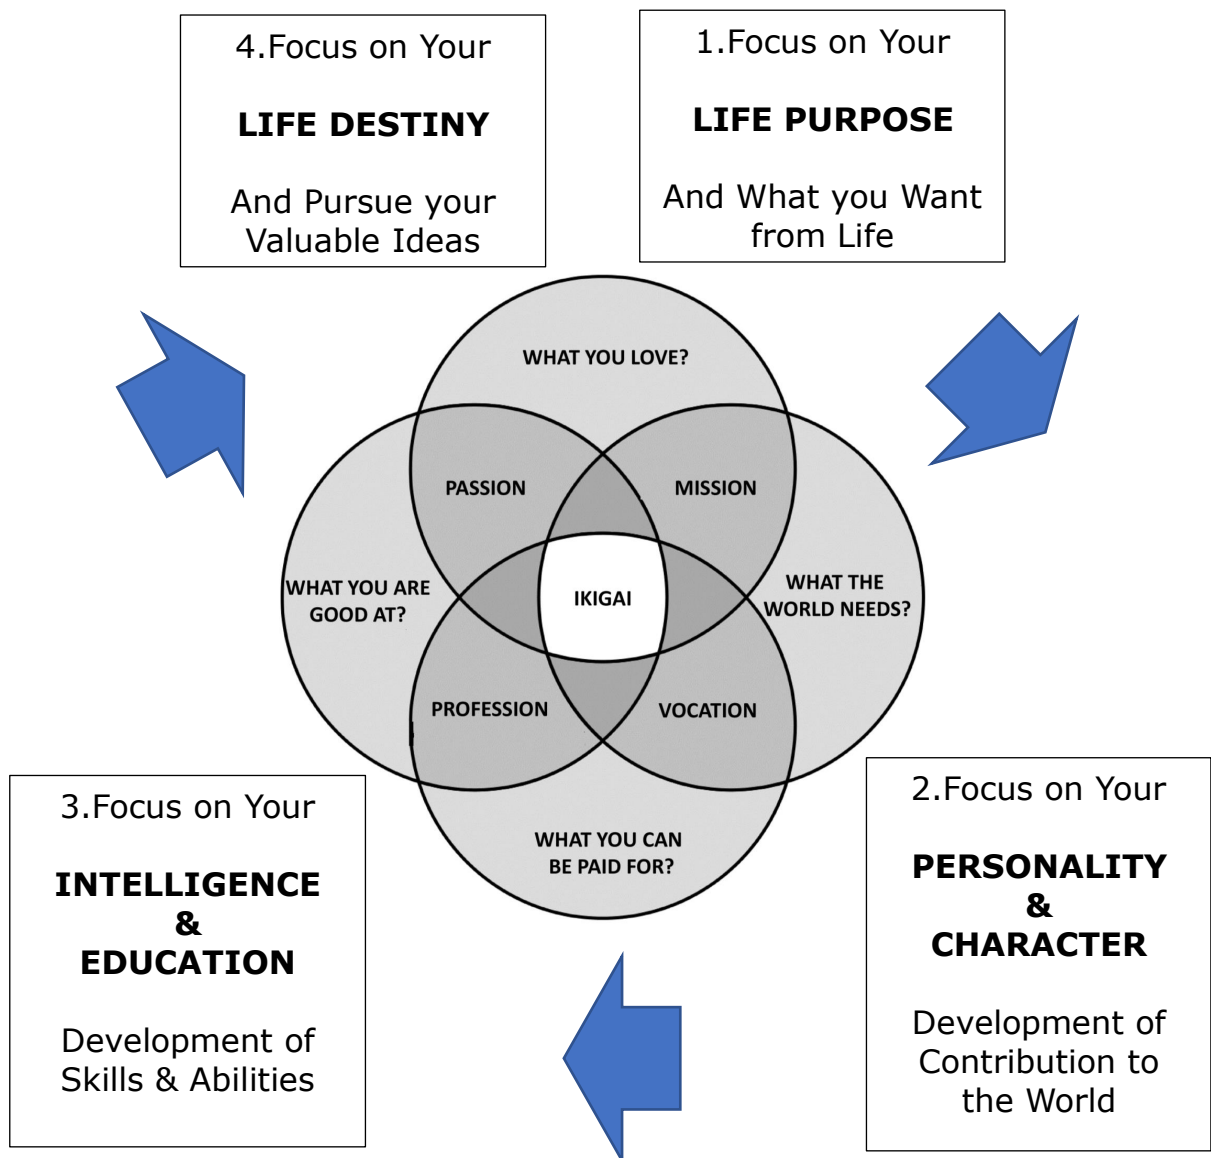 4.Focus on Your
LIFE DESTINY
And Pursue your
Valuable Ideas
1.Focus on Your
LIFE PURPOSE
And What you Want
from Life
WHAT YOU LOVE?
PASSION
MISSION
WHAT YOU ARE
GOOD AT?
IKIGAI
WHAT THE
WORLD NEEDS?
PROFESSION
VOCATION
WHAT YOU CAN
BE PAID FOR?
3.Focus on Your
INTELLIGENCE
&
EDUCATION
Development of
Skills & Abilities
2.Focus on Your
PERSONALITY
&
CHARACTER
Development of
Contribution to
the World